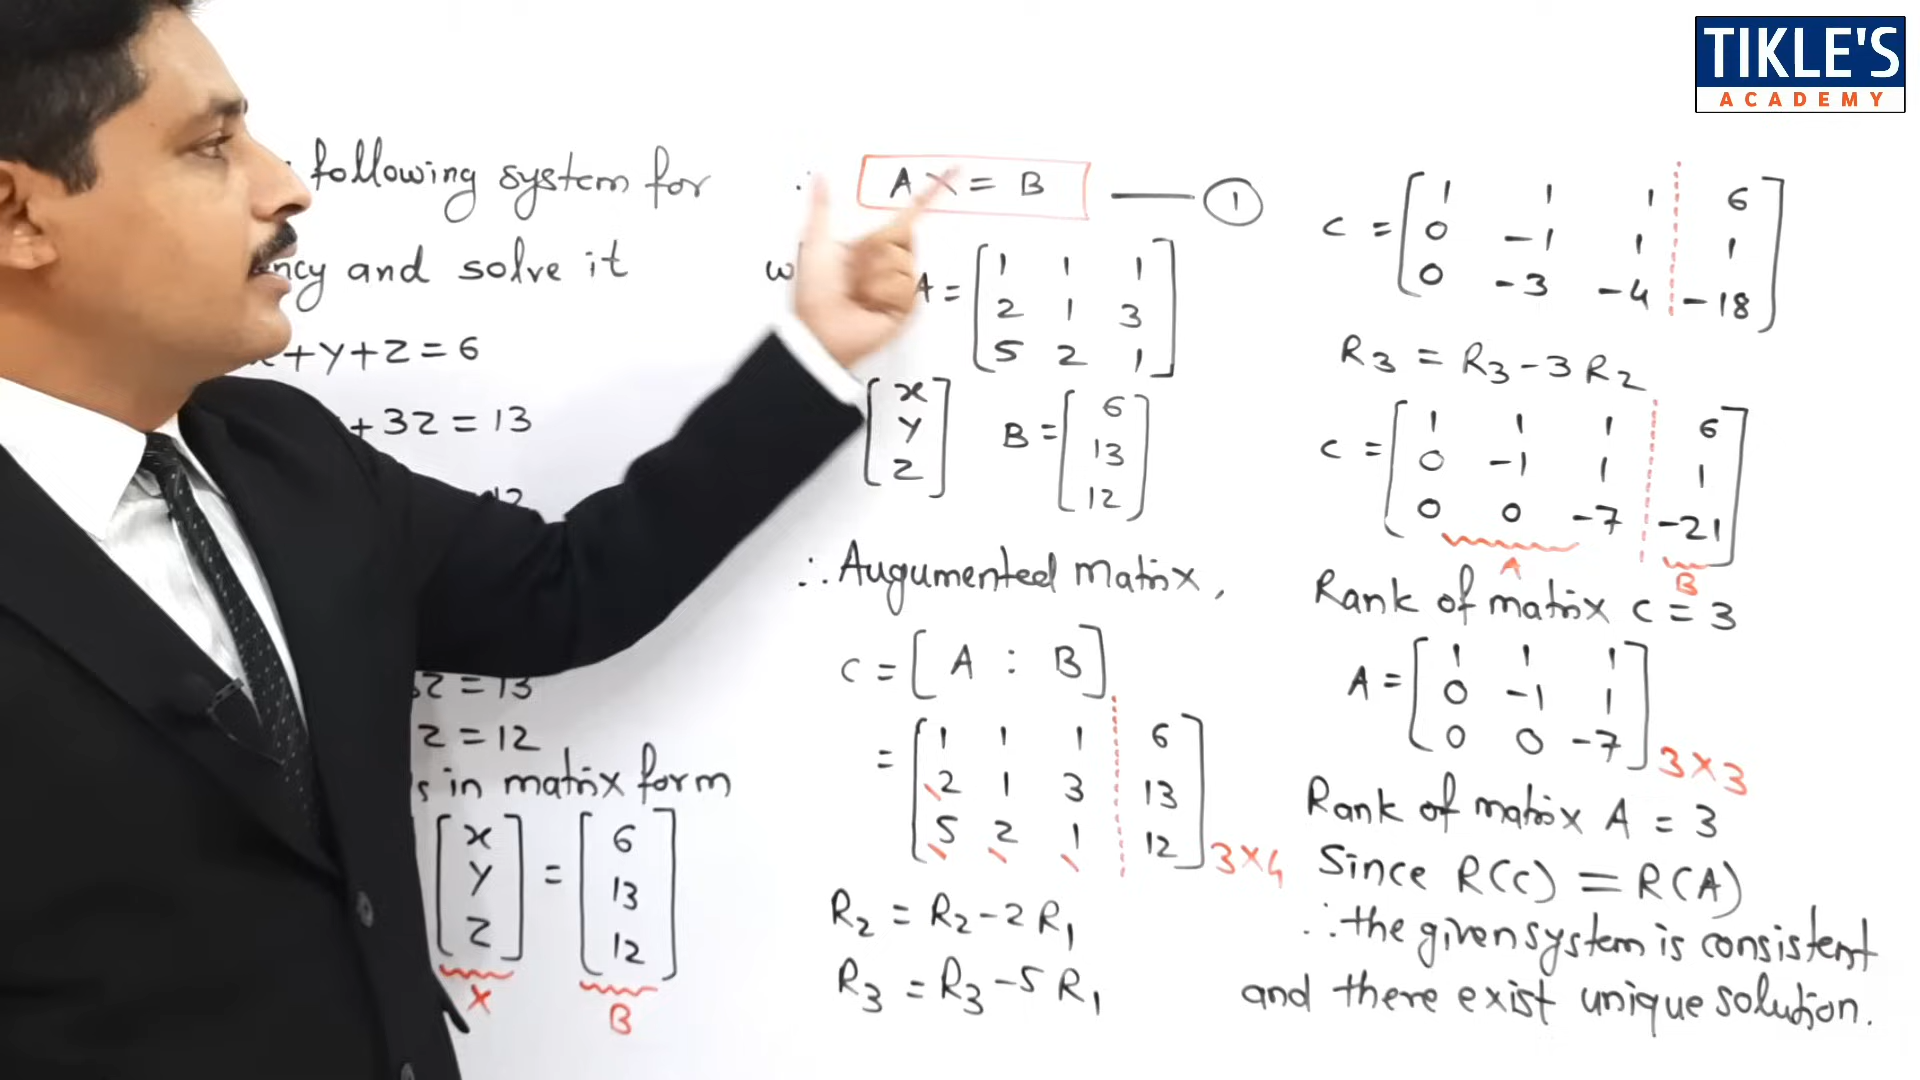 TIKLE'S
ACADEMY
following system for
ncy and solve it
+y+z=6
+3z=13
12
3z=13
z=12
s in matrix form
[x y z] = [6 13 12]
X
B
∴ AX = B —— ①
A = [1 1 1
2 1 3
5 2 1]
[x y z] B = [6 13 12]
∴ Augumented matrix,
C = [A : B]
= [1 1 1 6
2 1 3 13
5 2 1 12] 3×4
R₂ = R₂-2R₁
R₃ = R₃-5R₁
C = [1 1 1 6
0 -1 1 1
0 -3 -4 -18]
R₃ = R₃-3R₂
C = [1 1 1 6
0 -1 1 1
0 0 -7 -21]
A B
Rank of matrix C = 3
A = [1 1 1
0 -1 1
0 0 -7] 3×3
Rank of matrix A = 3
Since R(C) = R(A)
∴ the given system is consistent
and there exist unique solution.